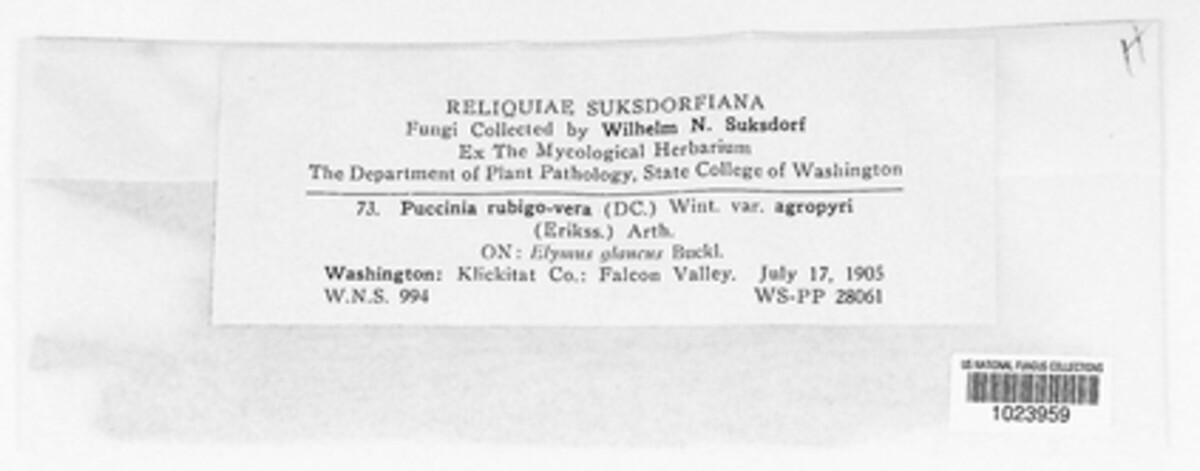 RELIQUIAE SUKSDORFIANA
Fungi Collected by Wilhelm N. Suksdorf
Ex The Mycological Herbarium
The Department of Plant Pathology, State College of Washington
73. Puccinia rubigo-vera (DC.) Wint. var. agropyri
(Erikss.) Arth.
ON: Elymus glaucus Buckl.
Washington: Klickitat Co.: Falcon Valley. July 17, 1905
W.N.S. 994 WS-PP 28061
US NATIONAL FUNGUS COLLECTIONS
1023959